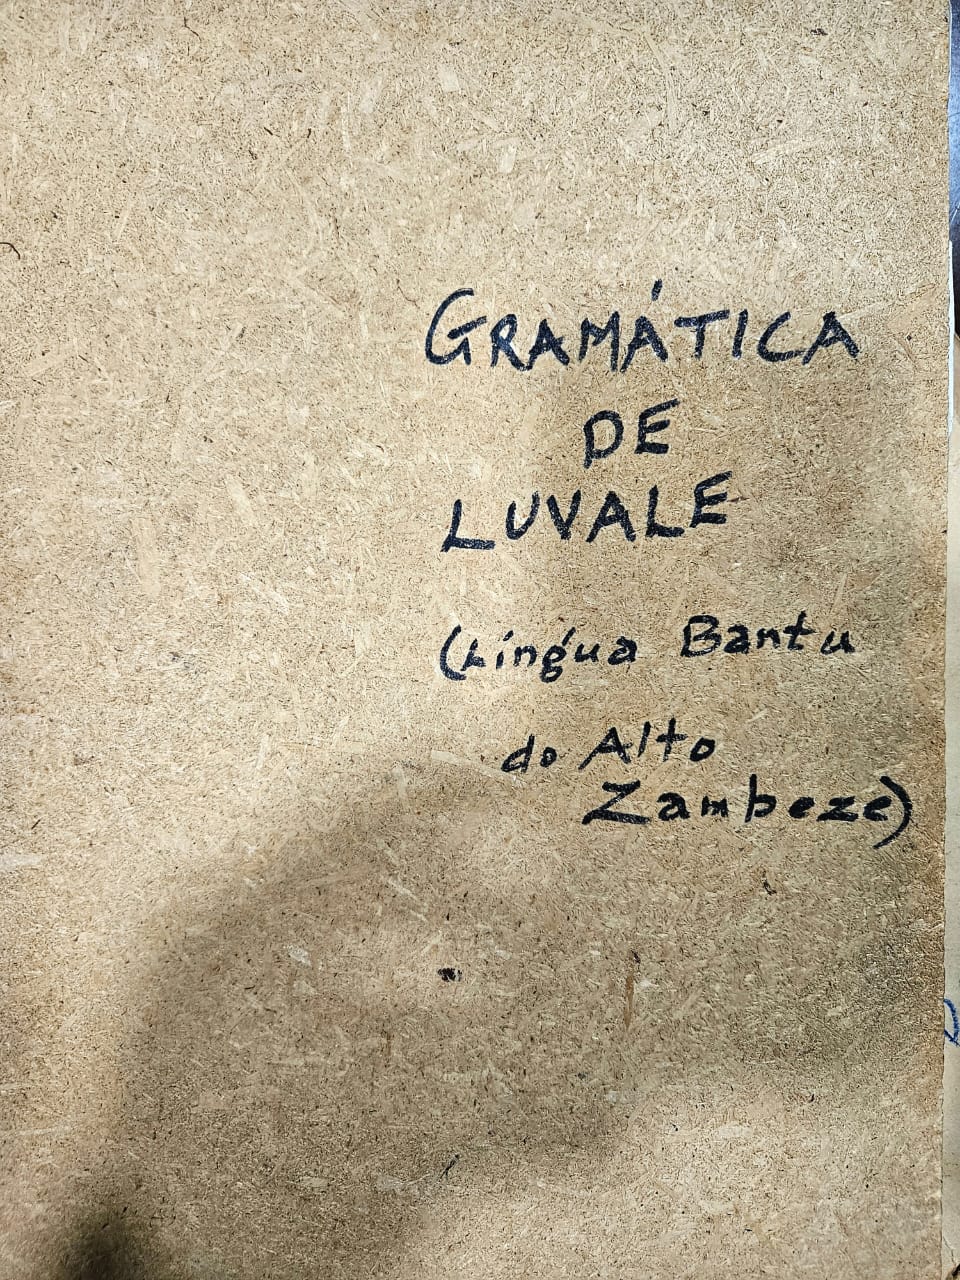 GRAMÁTICA
DE
LUVALE
(Língua Bantu
do Alto
Zambeze)